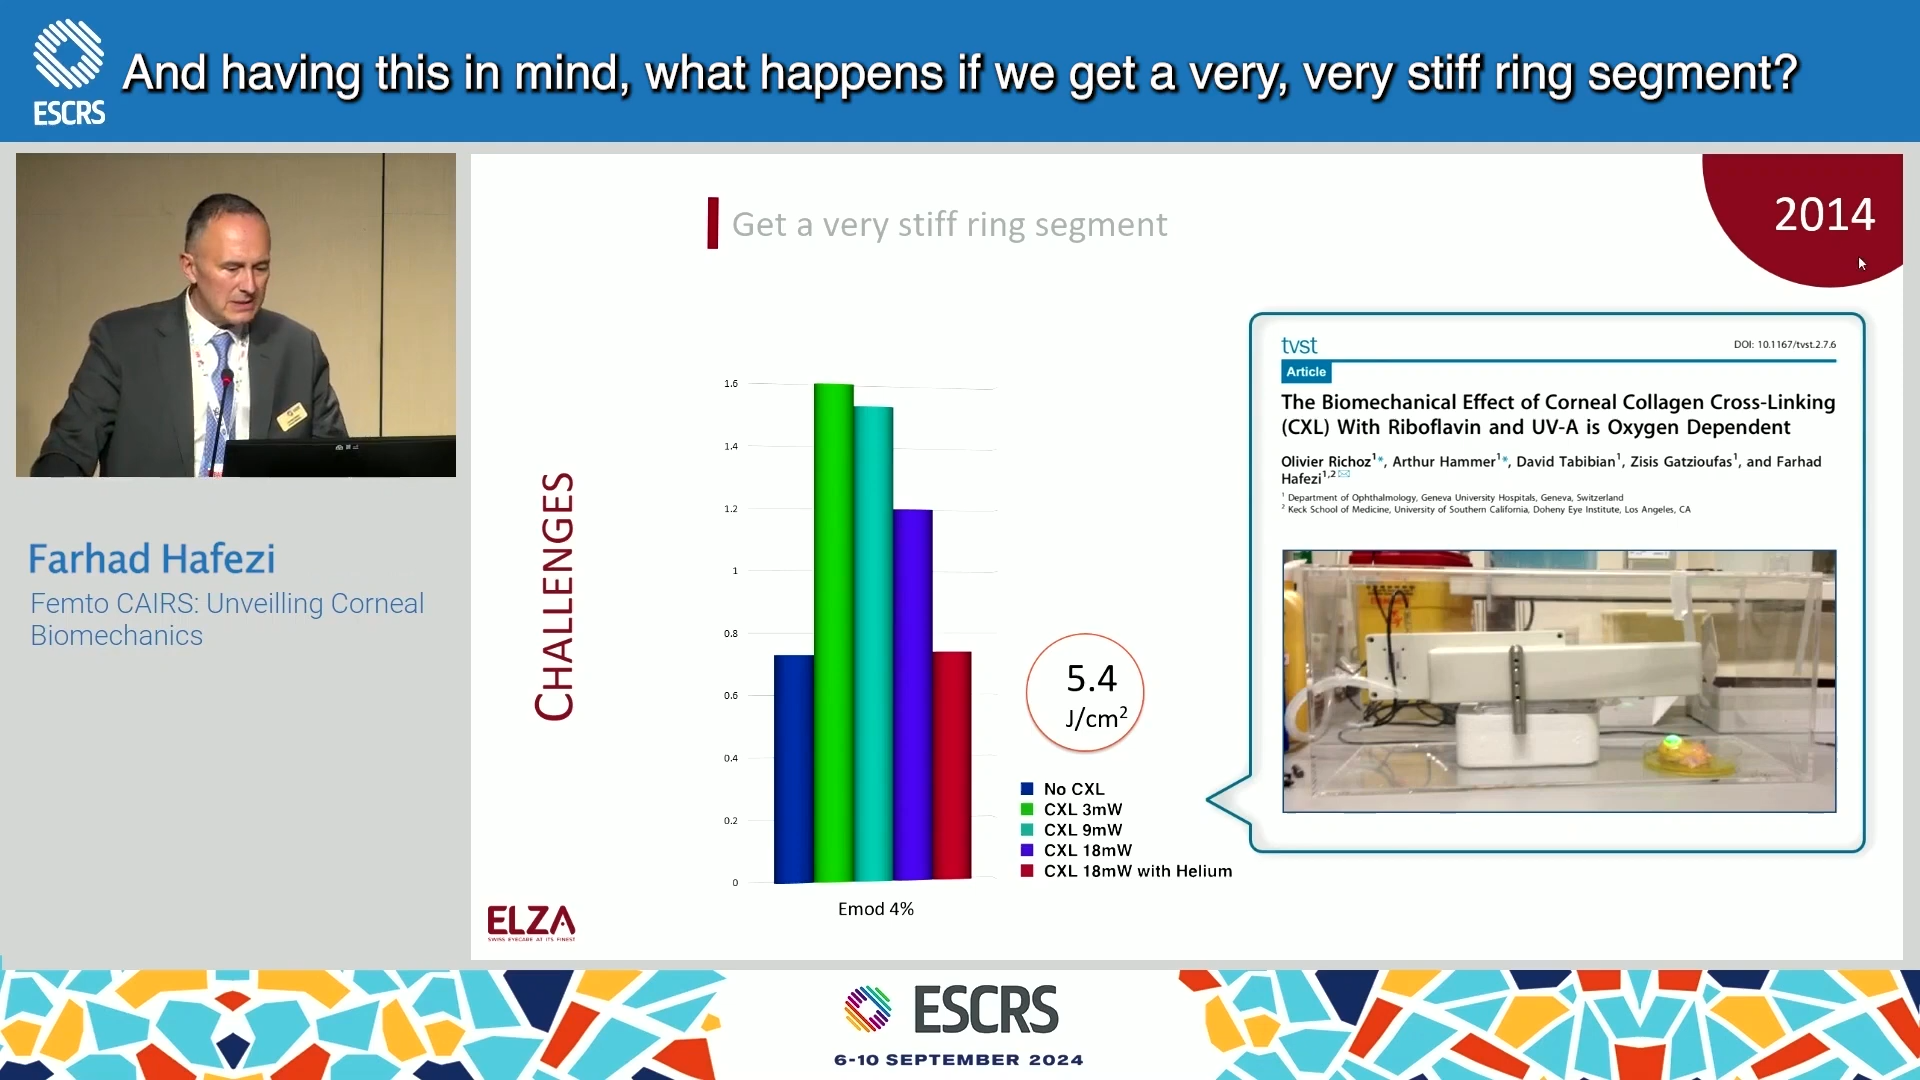 And having this in mind, what happens if we get a very, very stiff ring segment?
ESCRS
Farhad Hafezi
Femto CAIRS: Unveilling Corneal
Biomechanics
Get a very stiff ring segment
2014
CHALLENGES
1.6
1.4
1.2
1
0.8
0.6
0.4
0.2
0
Emod 4%
5.4
J/cm²
No CXL
CXL 3mW
CXL 9mW
CXL 18mW
CXL 18mW with Helium
tvst
DOI: 10.1167/tvst.2.7.6
Article
The Biomechanical Effect of Corneal Collagen Cross-Linking
(CXL) With Riboflavin and UV-A is Oxygen Dependent
Olivier Richoz¹*, Arthur Hammer¹*, David Tabibian¹, Zisis Gatzioufas¹, and Farhad
Hafezi¹,² ✉
¹ Department of Ophthalmology, Geneva University Hospitals, Geneva, Switzerland
² Keck School of Medicine, University of Southern California, Doheny Eye Institute, Los Angeles, CA
ELZA
SWISS EYECARE AT ITS FINEST
ESCRS
6-10 SEPTEMBER 2024